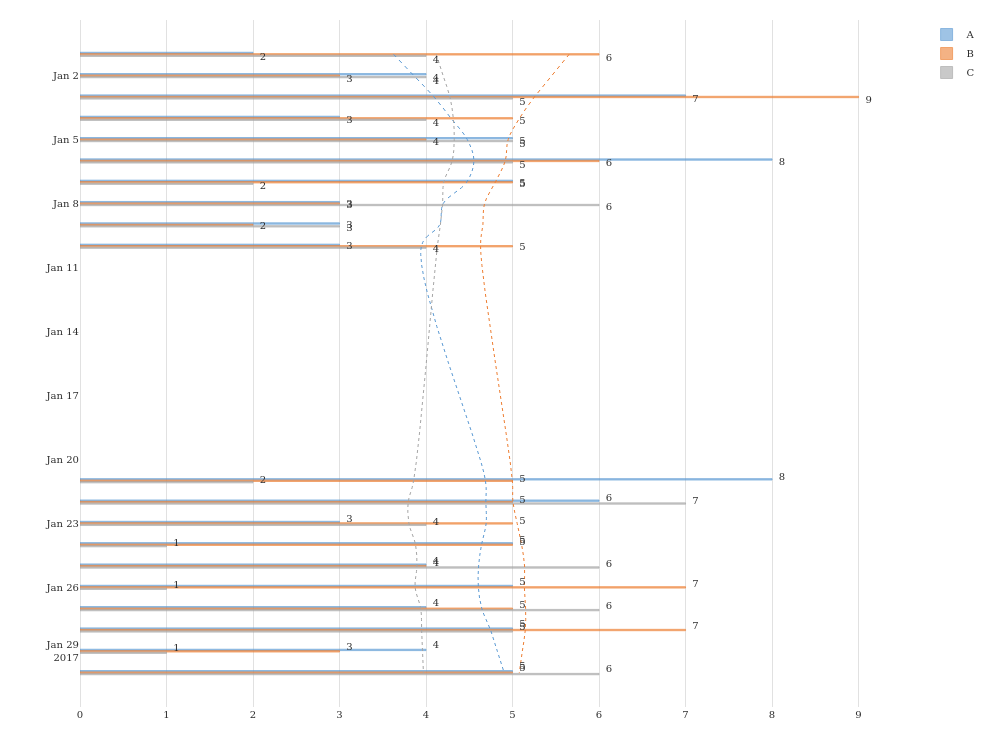 A
B
C
2 4 6
Jan 2 3 4 4
5 7 9
3 4 5
Jan 5 4 5 5
5 6 8
2 5 5
Jan 8 3 3 6
2 3 3
3 4 5
Jan 11
Jan 14
Jan 17
Jan 20
2 5 8
5 6 7
Jan 23 3 4 5
1 5 5
4 4 6
Jan 26 1 5 7
4 5 6
5 5 7
Jan 29 1 3 4
2017
5 5 6
0 1 2 3 4 5 6 7 8 9